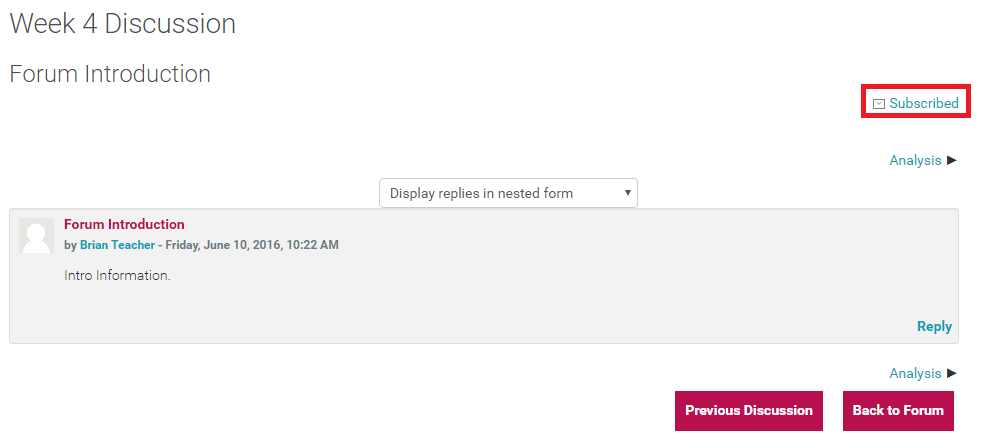 Week 4 Discussion
Forum Introduction
Subscribed
Analysis ▶
Display replies in nested form
Forum Introduction
by Brian Teacher - Friday, June 10, 2016, 10:22 AM
Intro Information.
Reply
Analysis ▶
Previous Discussion Back to Forum